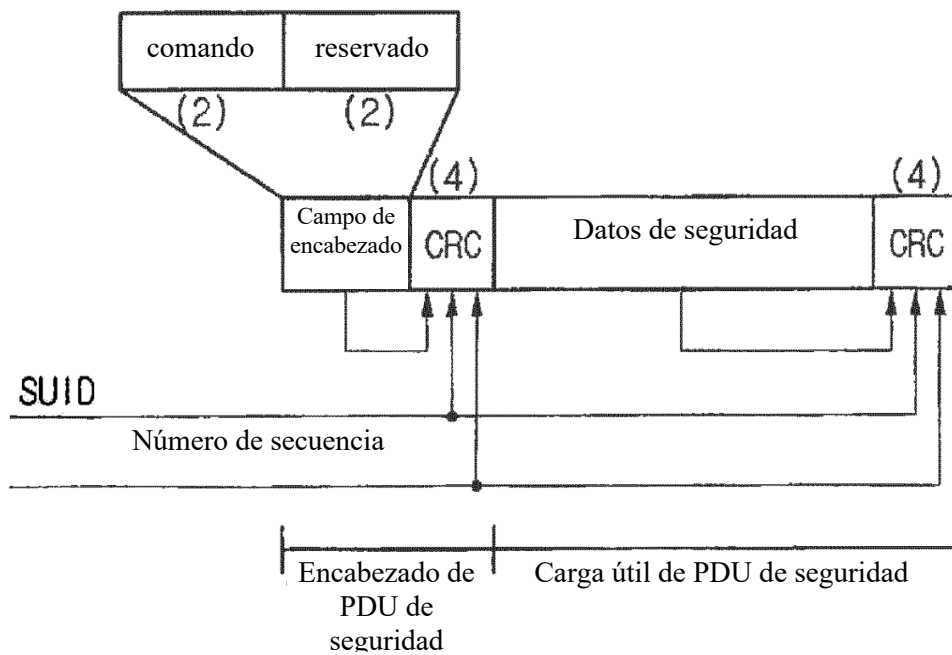 comando reservado
(2) (2)
(4) (4)
Campo de
encabezado
CRC
Datos de seguridad
CRC
SUID
Número de secuencia
Encabezado de
PDU de
seguridad
Carga útil de PDU de seguridad